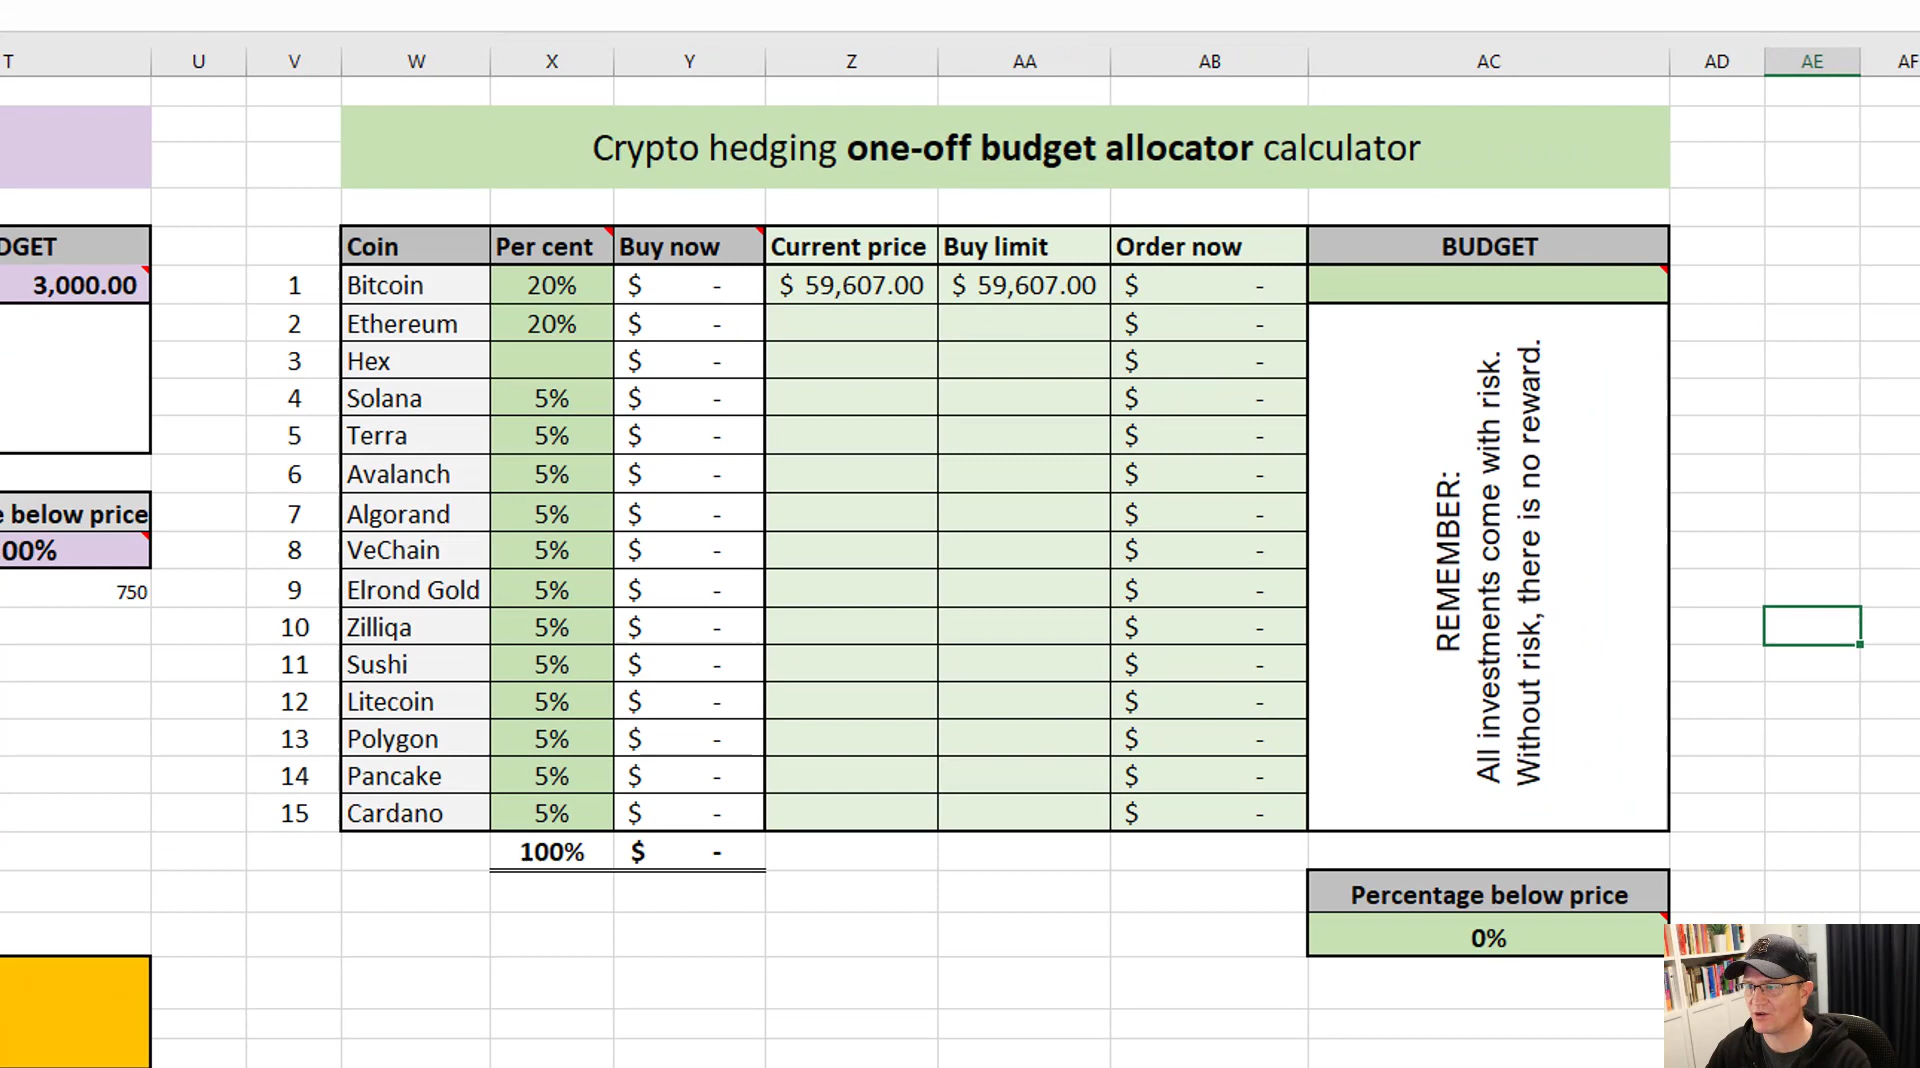 T U V W X Y Z AA AB AC AD AE AF
Crypto hedging one-off budget allocator calculator
DGET Coin Per cent Buy now Current price Buy limit Order now BUDGET
3,000.00 1 Bitcoin 20% $ - $ 59,607.00 $ 59,607.00 $ -
2 Ethereum 20% $ - $ -
3 Hex $ - $ -
4 Solana 5% $ - $ -
5 Terra 5% $ - $ -
6 Avalanch 5% $ - $ -
e below price 7 Algorand 5% $ - $ -
00% 8 VeChain 5% $ - $ -
750 9 Elrond Gold 5% $ - $ -
10 Zilliqa 5% $ - $ -
11 Sushi 5% $ - $ -
12 Litecoin 5% $ - $ -
13 Polygon 5% $ - $ -
14 Pancake 5% $ - $ -
15 Cardano 5% $ - $ -
100% $ -
REMEMBER:
All investments come with risk.
Without risk, there is no reward.
Percentage below price
0%